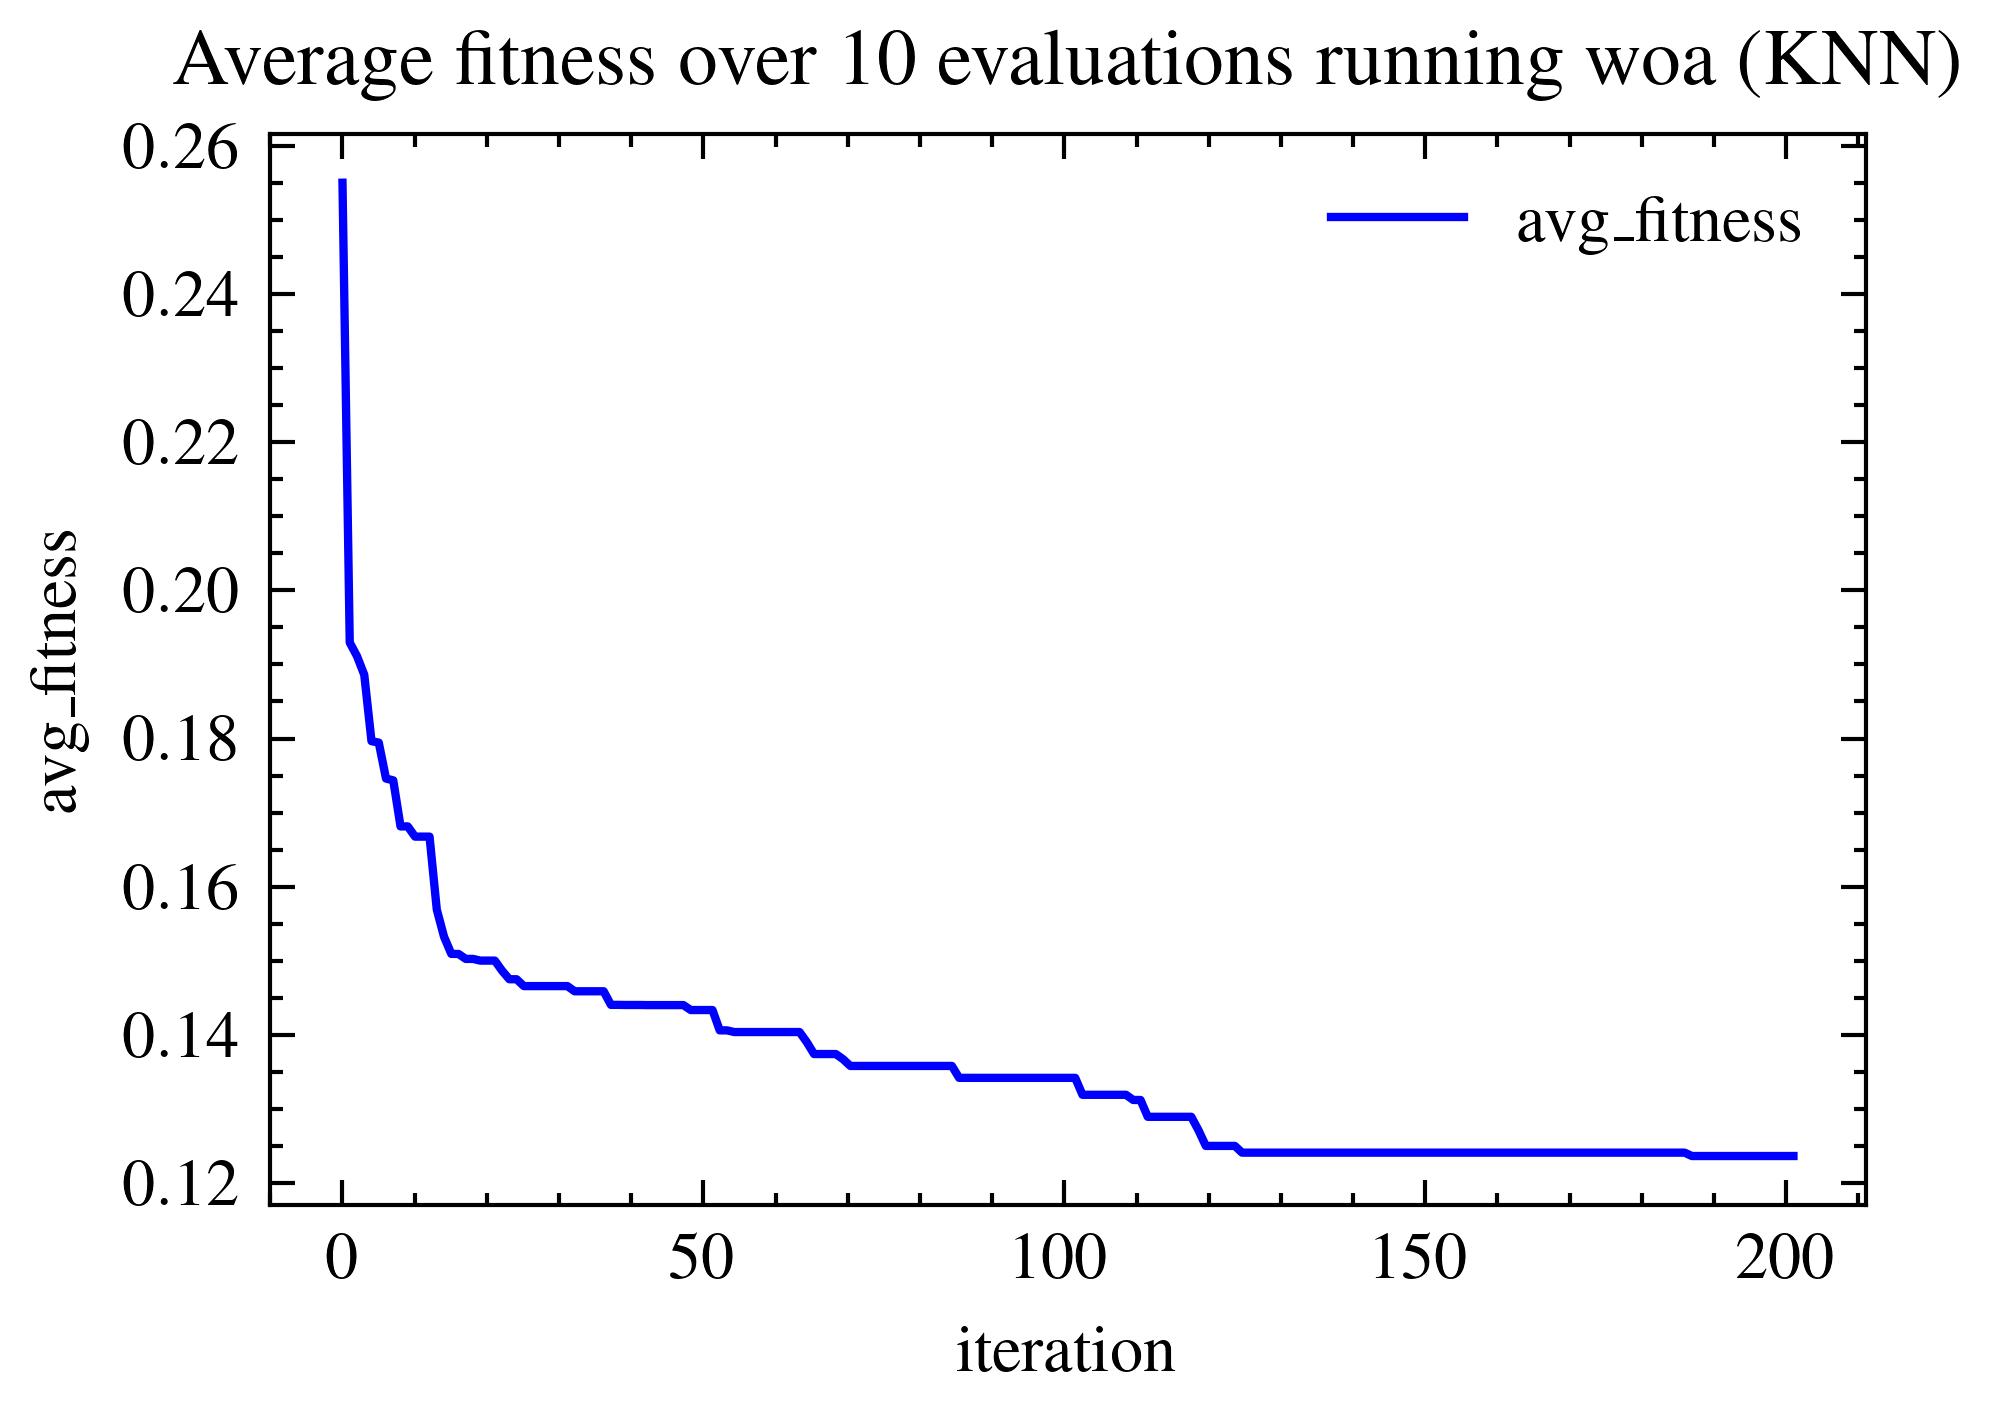 Average fitness over 10 evaluations running woa (KNN)
avg_fitness
0.26
0.24
0.22
0.20
0.18
0.16
0.14
0.12
avg_fitness
0 50 100 150 200
iteration